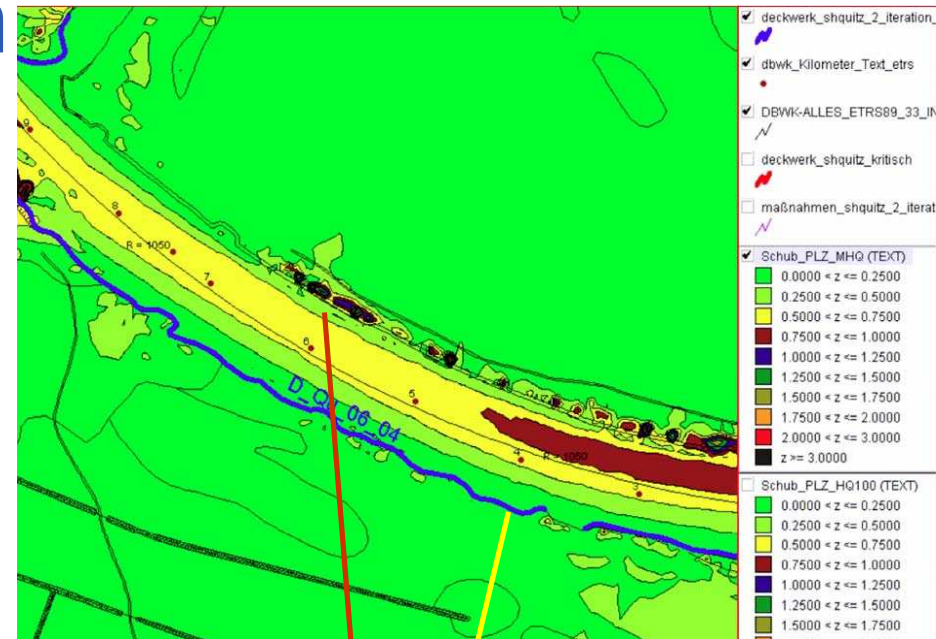 deckwerk_shquitz_2_iteration_
dbwk_Kilometer_Text_etrs
DBWK-ALLES_ETRS89_33_IN
deckwerk_shquitz_kritisch
maßnahmen_shquitz_2_iterat
Schub_PLZ_MHQ (TEXT)
0.0000 < z <= 0.2500
0.2500 < z <= 0.5000
0.5000 < z <= 0.7500
0.7500 < z <= 1.0000
1.0000 < z <= 1.2500
1.2500 < z <= 1.5000
1.5000 < z <= 1.7500
1.7500 < z <= 2.0000
2.0000 < z <= 3.0000
z >= 3.0000
Schub_PLZ_HQ100 (TEXT)
0.0000 < z <= 0.2500
0.2500 < z <= 0.5000
0.5000 < z <= 0.7500
0.7500 < z <= 1.0000
1.0000 < z <= 1.2500
1.2500 < z <= 1.5000
1.5000 < z <= 1.7500
9
8
R = 1050
7
6
5
4
R = 1050
3